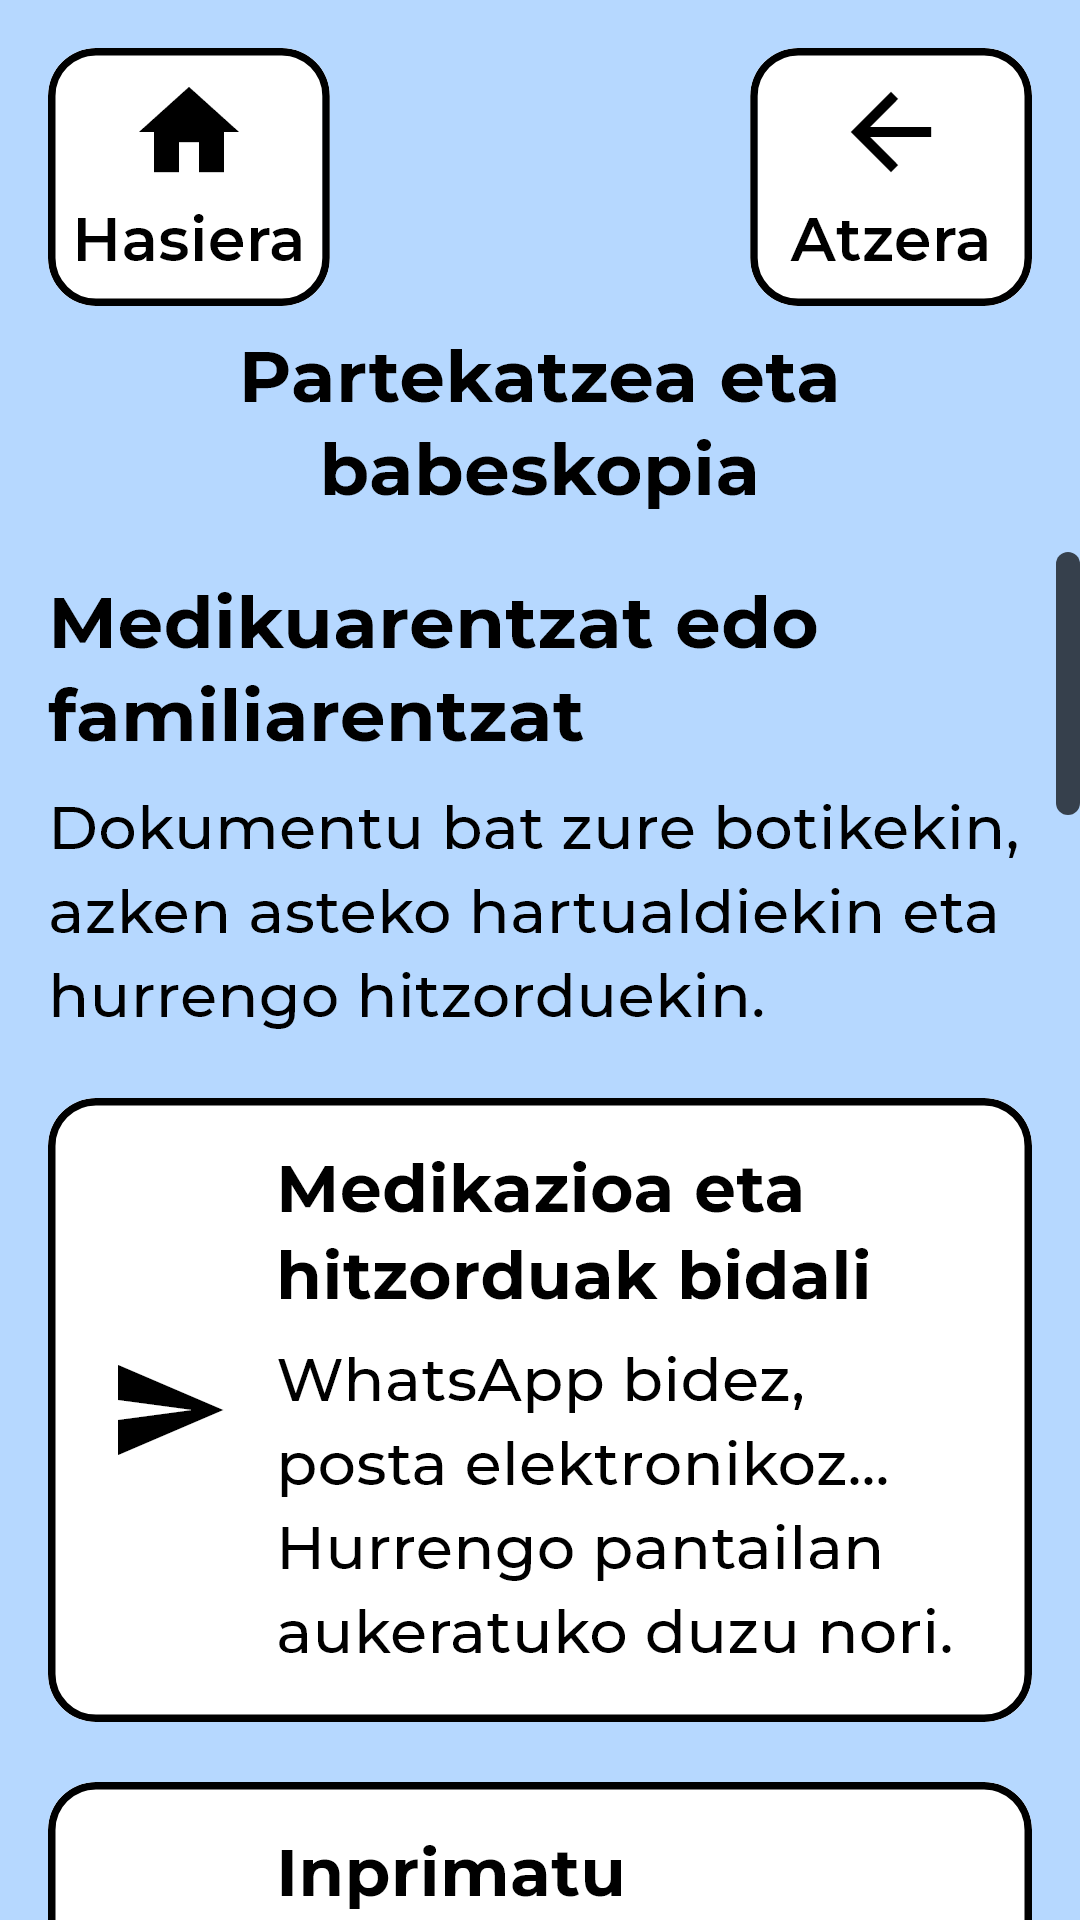 Hasiera
Atzera
Partekatzea eta
babeskopia
Medikuarentzat edo
familiarentzat
Dokumentu bat zure botikekin,
azken asteko hartualdiekin eta
hurrengo hitzorduekin.
Medikazioa eta
hitzorduak bidali
WhatsApp bidez,
posta elektronikoz...
Hurrengo pantailan
aukeratuko duzu nori.
Inprimatu